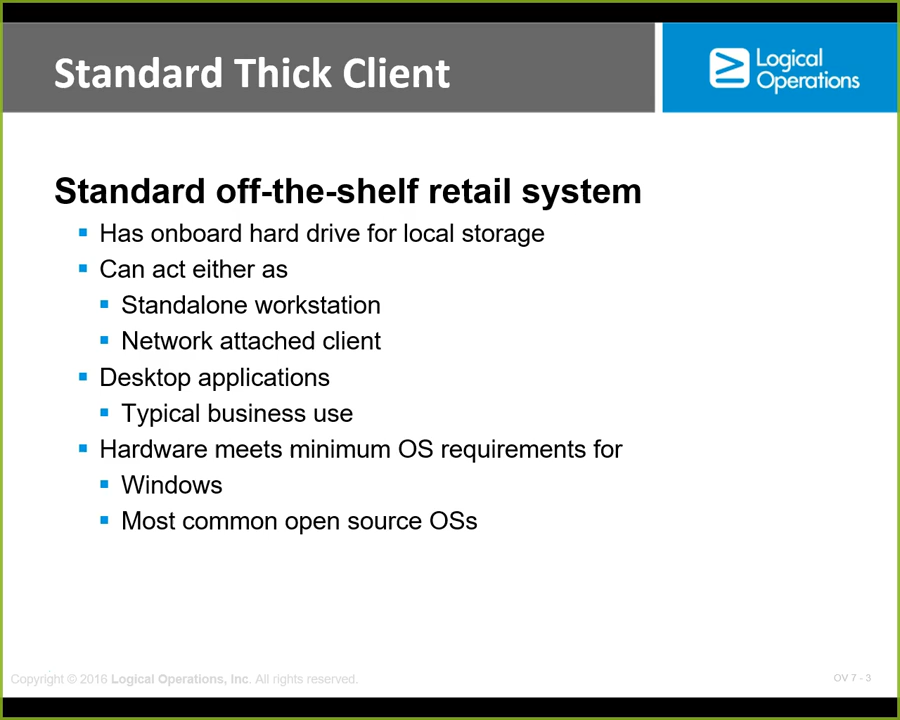 Standard Thick Client
Logical
Operations
Standard off-the-shelf retail system
Has onboard hard drive for local storage
Can act either as
Standalone workstation
Network attached client
Desktop applications
Typical business use
Hardware meets minimum OS requirements for
Windows
Most common open source OSs
Copyright © 2016 Logical Operations, Inc. All rights reserved.
OV 7 - 3